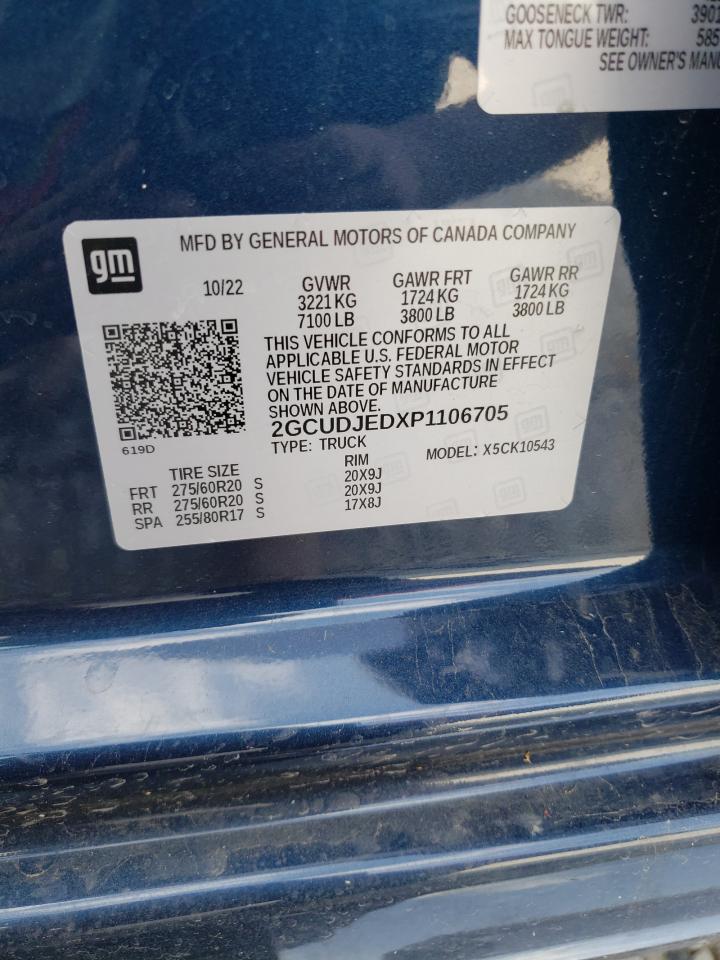 GOOSENECK TWR: 390
MAX TONGUE WEIGHT: 585
SEE OWNER'S MANU
gm
MFD BY GENERAL MOTORS OF CANADA COMPANY
10/22 GVWR GAWR FRT GAWR RR
3221 KG 1724 KG 1724 KG
7100 LB 3800 LB 3800 LB
THIS VEHICLE CONFORMS TO ALL
APPLICABLE U.S. FEDERAL MOTOR
VEHICLE SAFETY STANDARDS IN EFFECT
ON THE DATE OF MANUFACTURE
SHOWN ABOVE.
2GCUDJEDXP1106705
619D
TYPE: TRUCK MODEL: X5CK10543
TIRE SIZE RIM
FRT 275/60R20 S 20X9J
RR 275/60R20 S 20X9J
SPA 255/80R17 S 17X8J